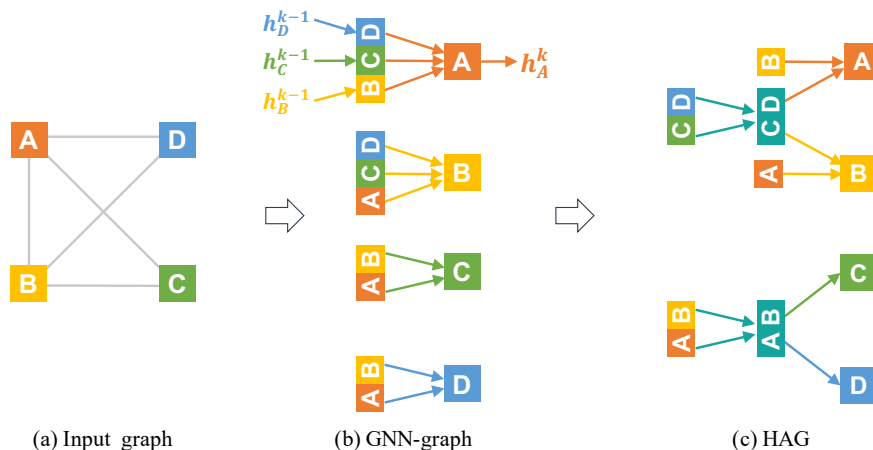 A
D
B
C
(a) Input graph
h_D^{k-1}
h_C^{k-1}
h_B^{k-1}
D
C
B
A
h_A^k
D
C
A
B
B
A
C
B
A
D
(b) GNN-graph
B
A
D
C
C D
A
B
B
A
A B
C
D
(c) HAG